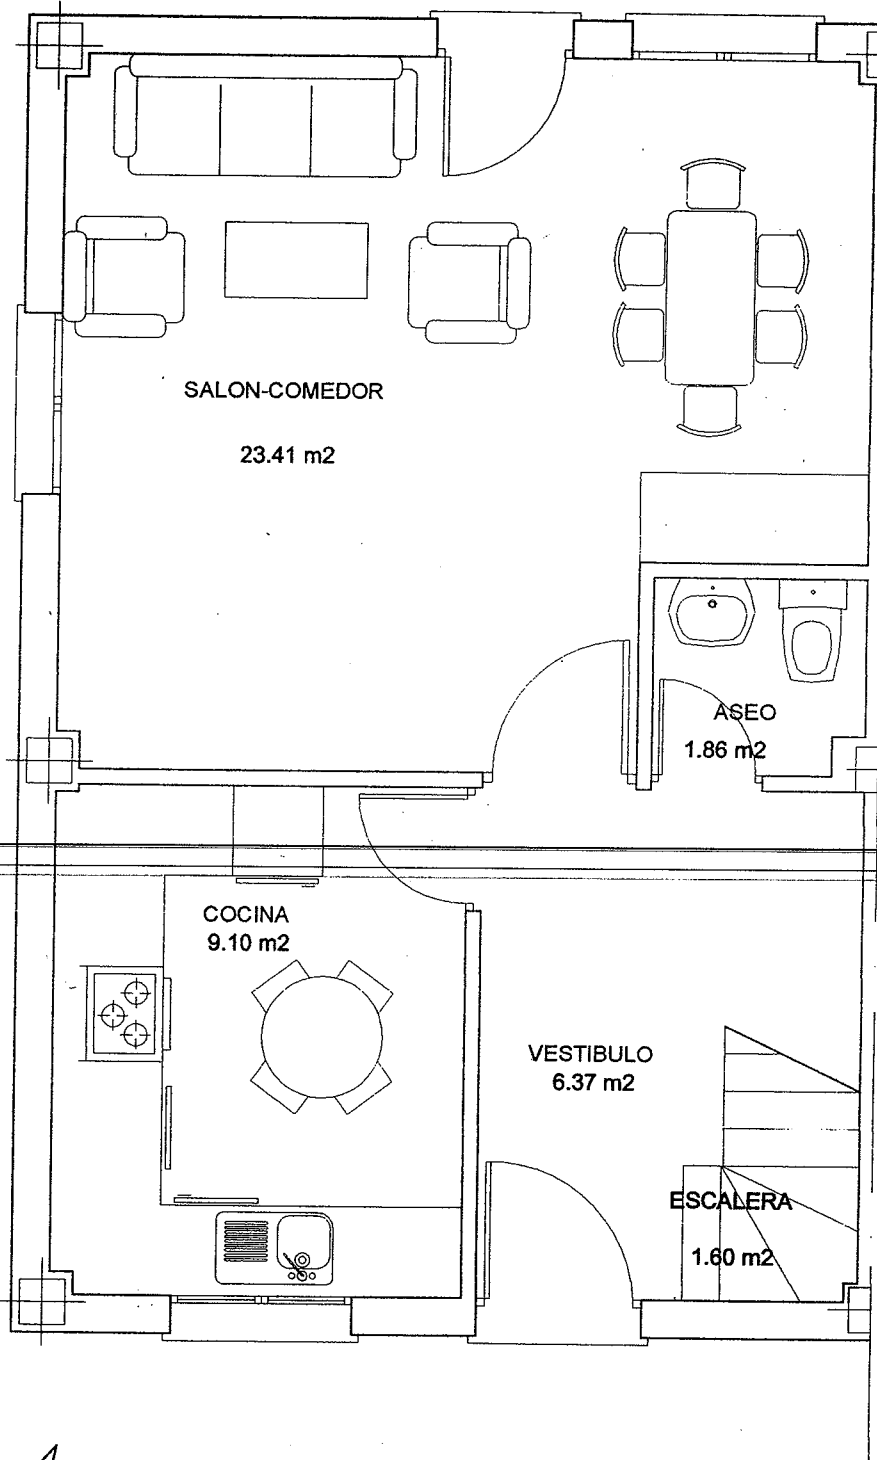 SALON-COMEDOR
23.41 m2
ASEO
1.86 m2
COCINA
9.10 m2
VESTIBULO
6.37 m2
ESCALERA
1.60 m2